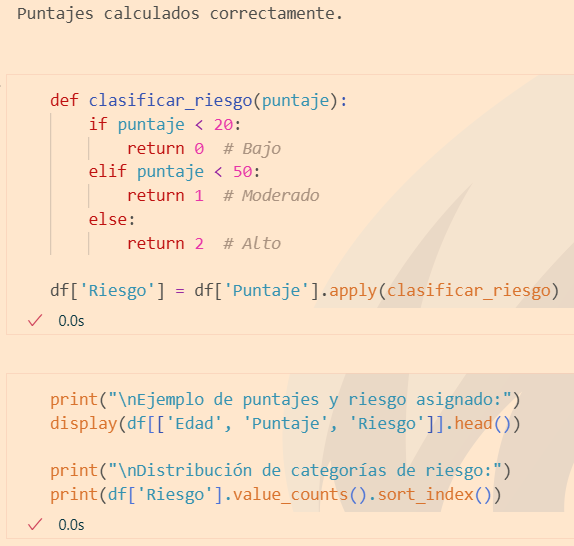 Puntajes calculados correctamente.
def clasificar_riesgo(puntaje):
    if puntaje < 20:
        return 0  # Bajo
    elif puntaje < 50:
        return 1  # Moderado
    else:
        return 2  # Alto
df['Riesgo'] = df['Puntaje'].apply(clasificar_riesgo)
0.0s
print("\nEjemplo de puntajes y riesgo asignado:")
display(df[['Edad', 'Puntaje', 'Riesgo']].head())
print("\nDistribución de categorías de riesgo:")
print(df['Riesgo'].value_counts().sort_index())
0.0s